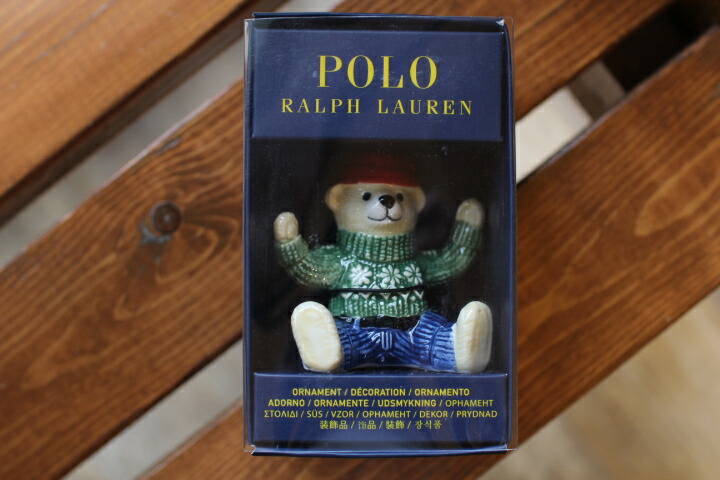 POLO
RALPH LAUREN
ORNAMENT / DÉCORATION / ORNAMENTO
ADORNO / ORNAMENTE / UDSMYKNING / ОРНАМЕНТ
ΣΤΟΛΙΔΙ / SÜS / VZOR / ОРНАМЕНТ / DEKOR / PRYDNAD
装飾品 / 饰品 / 裝飾 / 장식품